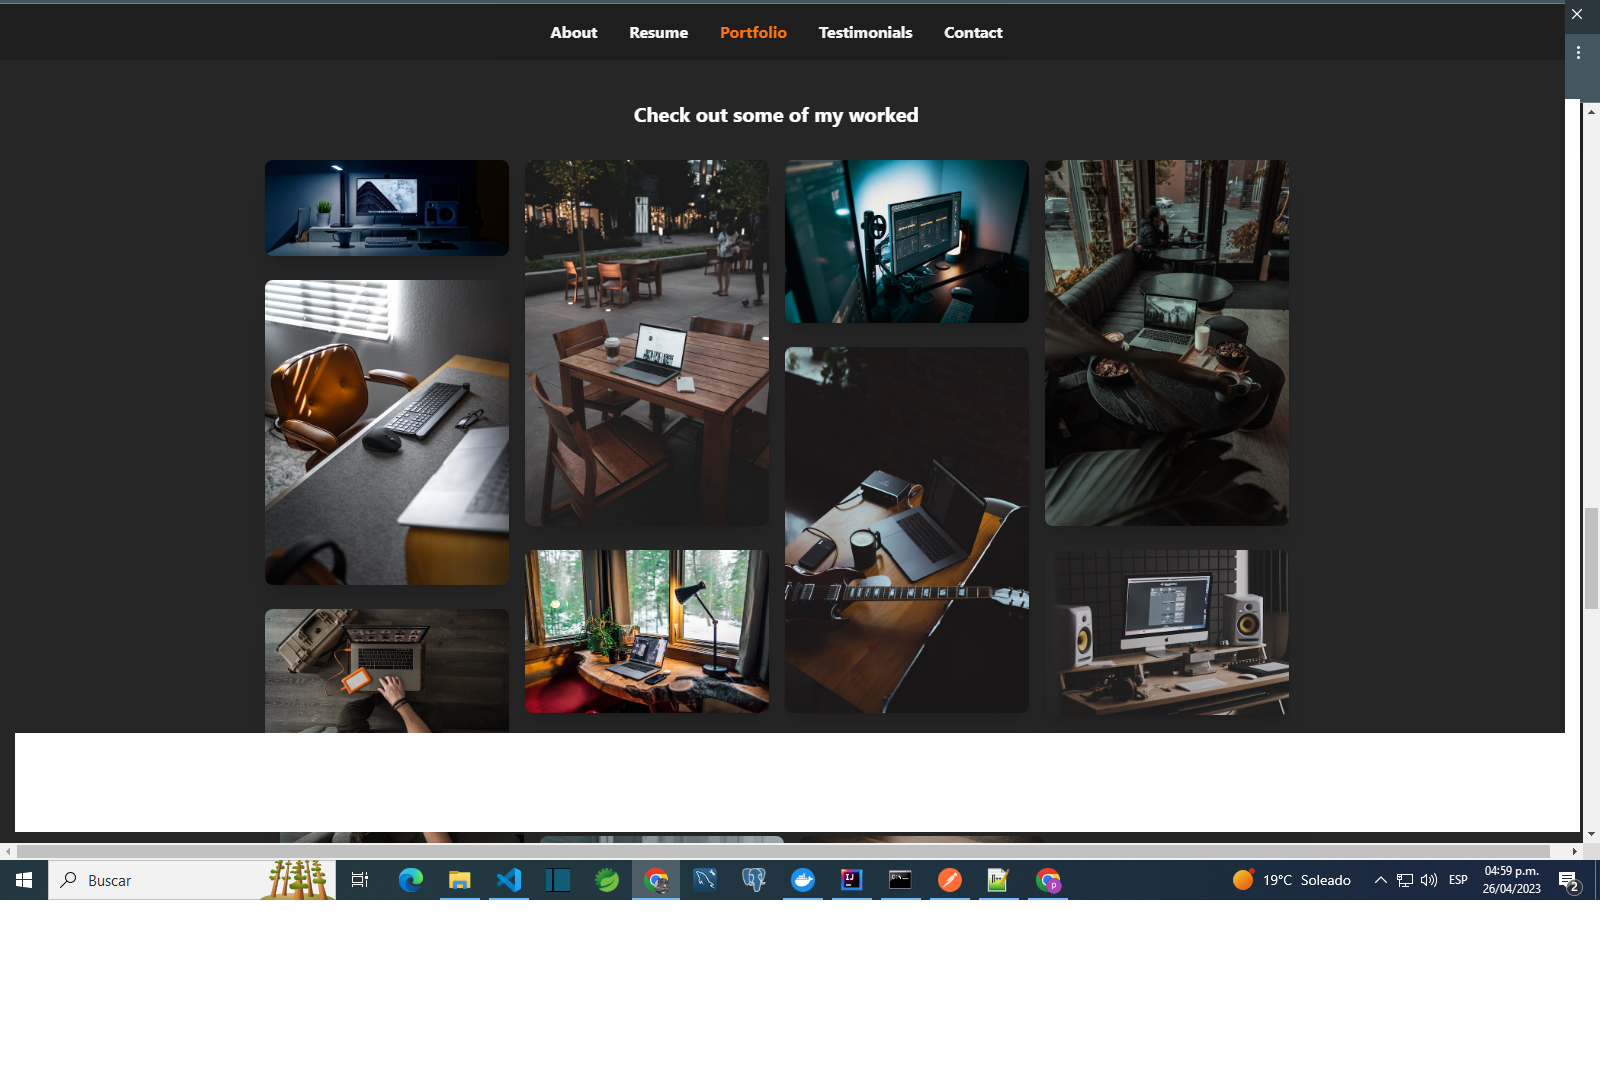 About Resume Portfolio Testimonials Contact
Check out some of my worked
Buscar
19°C Soleado
ESP
04:59 p.m.
26/04/2023
2